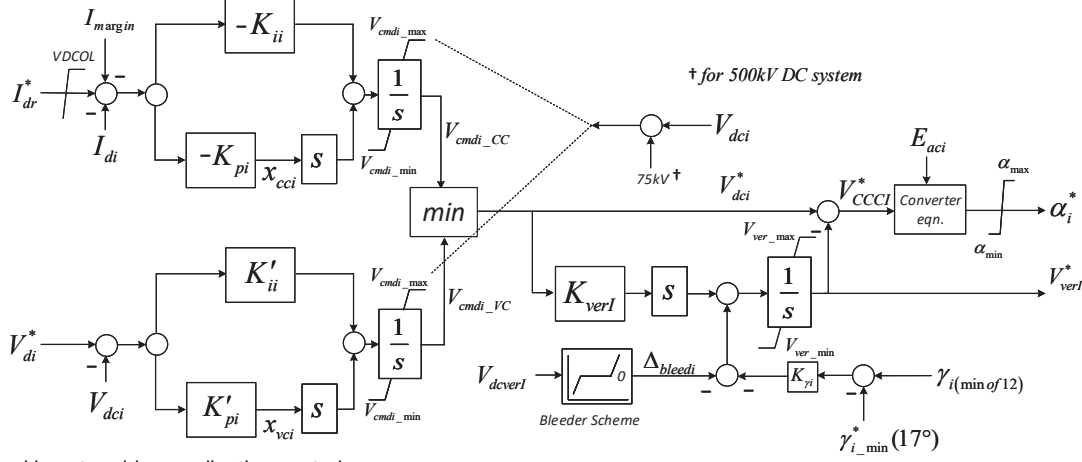 I_margin
VDCOL
I*_dr
–
–
I_di
-K_ii
-K_pi
x_cci
s
V_cmdi_max
1/s
V_cmdi_min
V_cmdi_CC
† for 500kV DC system
V_dci
75kV †
min
V*_dci
–
V*_CCCI
E_aci
Converter
eqn.
α_max
α_min
α*_i
V*_di
–
V_dci
K'_ii
K'_pi
x_vci
s
V_cmdi_max
1/s
V_cmdi_min
V_cmdi_VC
K_verI
s
V_ver_max
1/s
V_ver_min
V*_verI
V_dcverI
0
Bleeder Scheme
Δ_bleedi
–
–
K_γi
–
γ_i(min of 12)
γ*_i_min (17°)